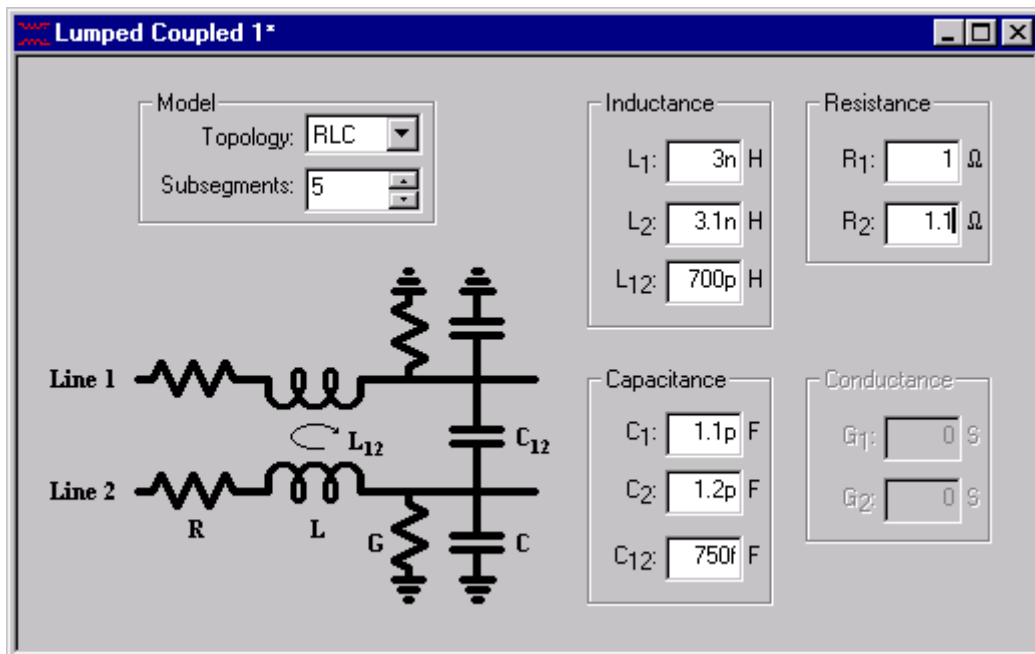 Lumped Coupled 1*
Model
Topology: RLC
Subsegments: 5
Inductance
L1: 3n H
L2: 3.1n H
L12: 700p H
Resistance
R1: 1 Ω
R2: 1.1 Ω
Line 1
L12
C12
Line 2
R
L
G
C
Capacitance
C1: 1.1p F
C2: 1.2p F
C12: 750f F
Conductance
G1: 0 S
G2: 0 S